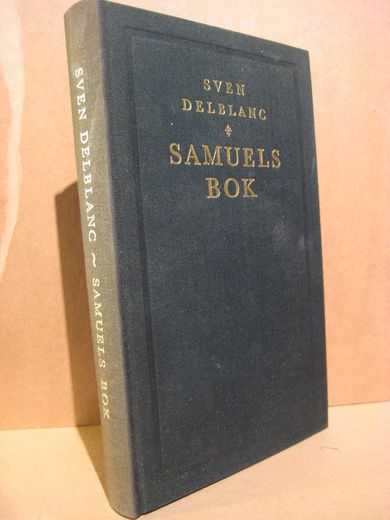 SVEN DELBLANC ~ SAMUELS BOK
SVEN
DELBLANC
SAMUELS
BOK